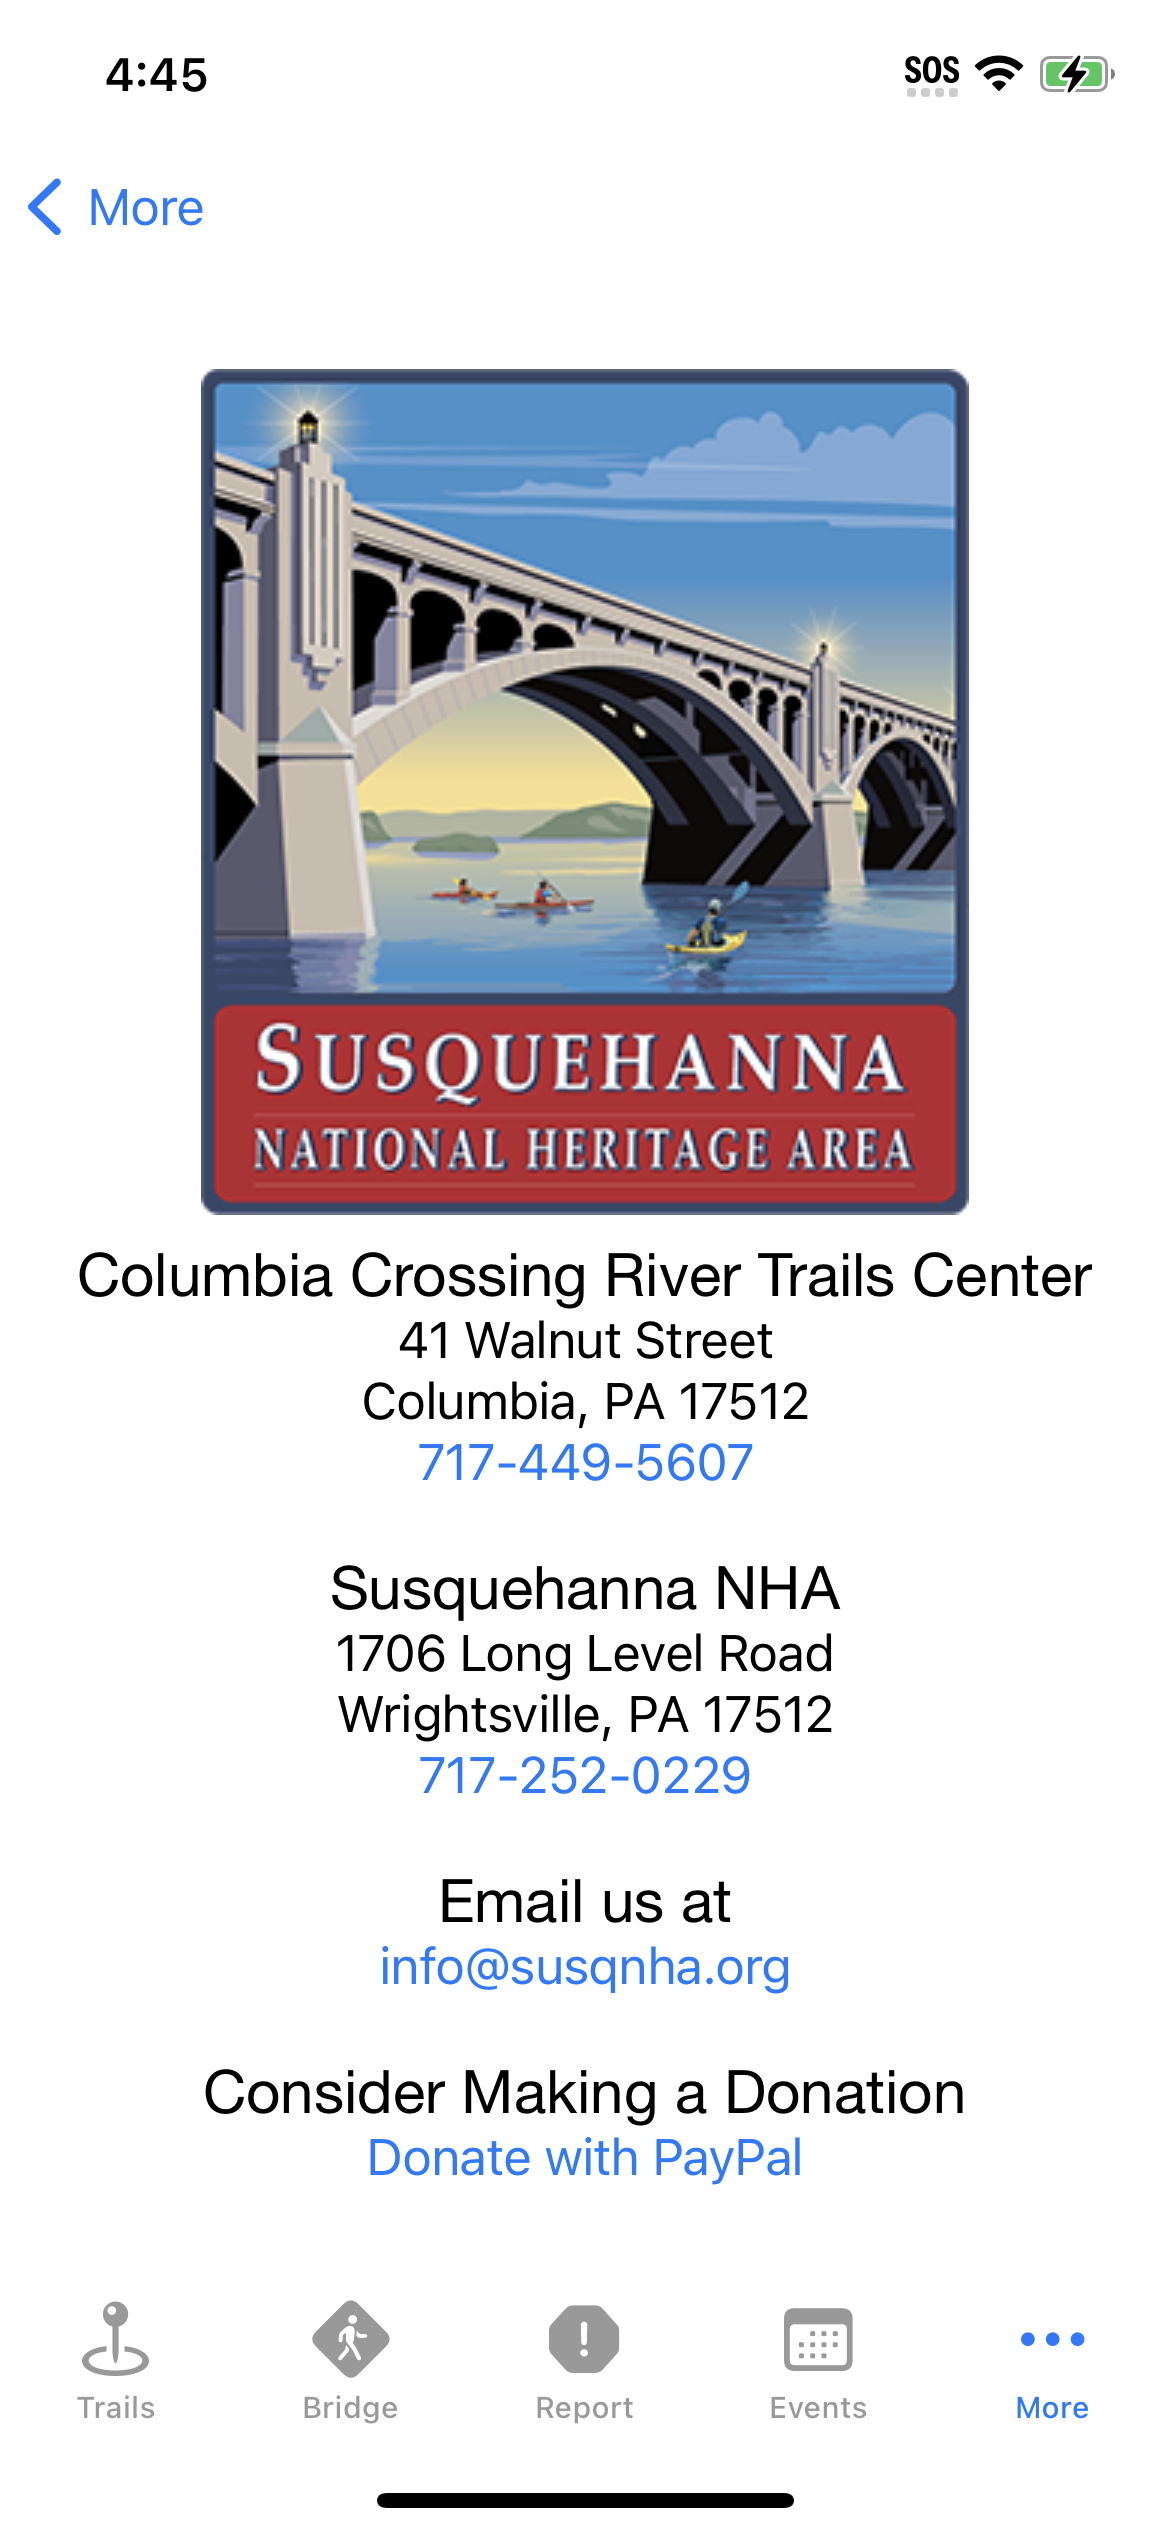 4:45
SOS
More
SUSQUEHANNA
NATIONAL HERITAGE AREA
Columbia Crossing River Trails Center
41 Walnut Street
Columbia, PA 17512
717-449-5607
Susquehanna NHA
1706 Long Level Road
Wrightsville, PA 17512
717-252-0229
Email us at
info@susqnha.org
Consider Making a Donation
Donate with PayPal
Trails
Bridge
Report
Events
More